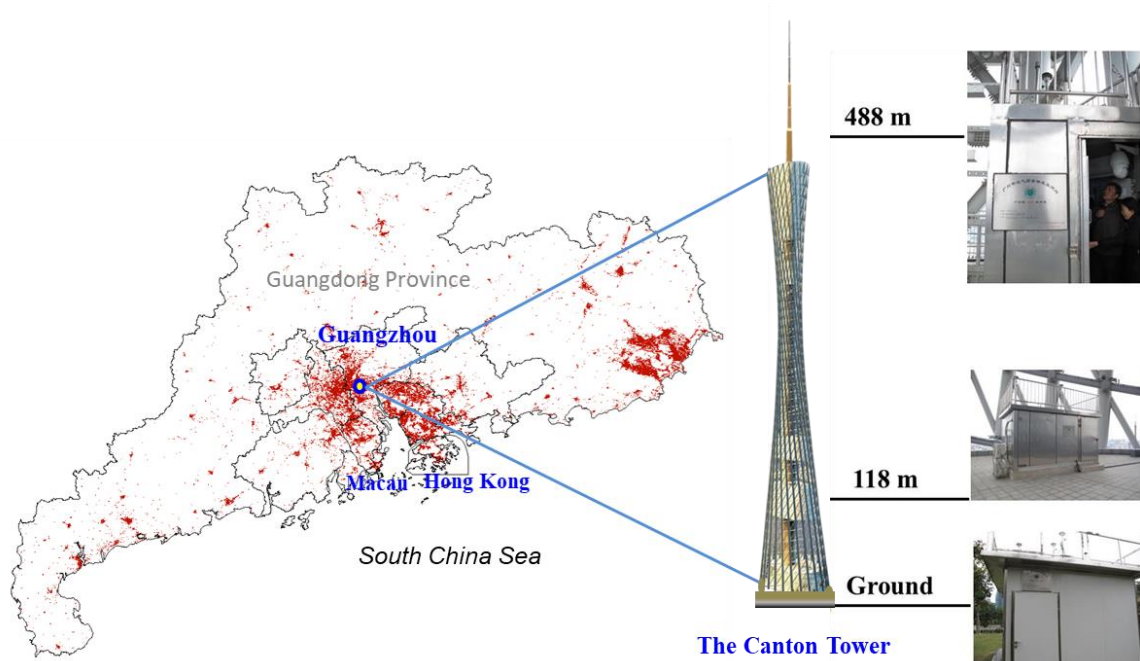 488 m
Guangdong Province
Guangzhou
Macau
Hong Kong
118 m
South China Sea
Ground
The Canton Tower